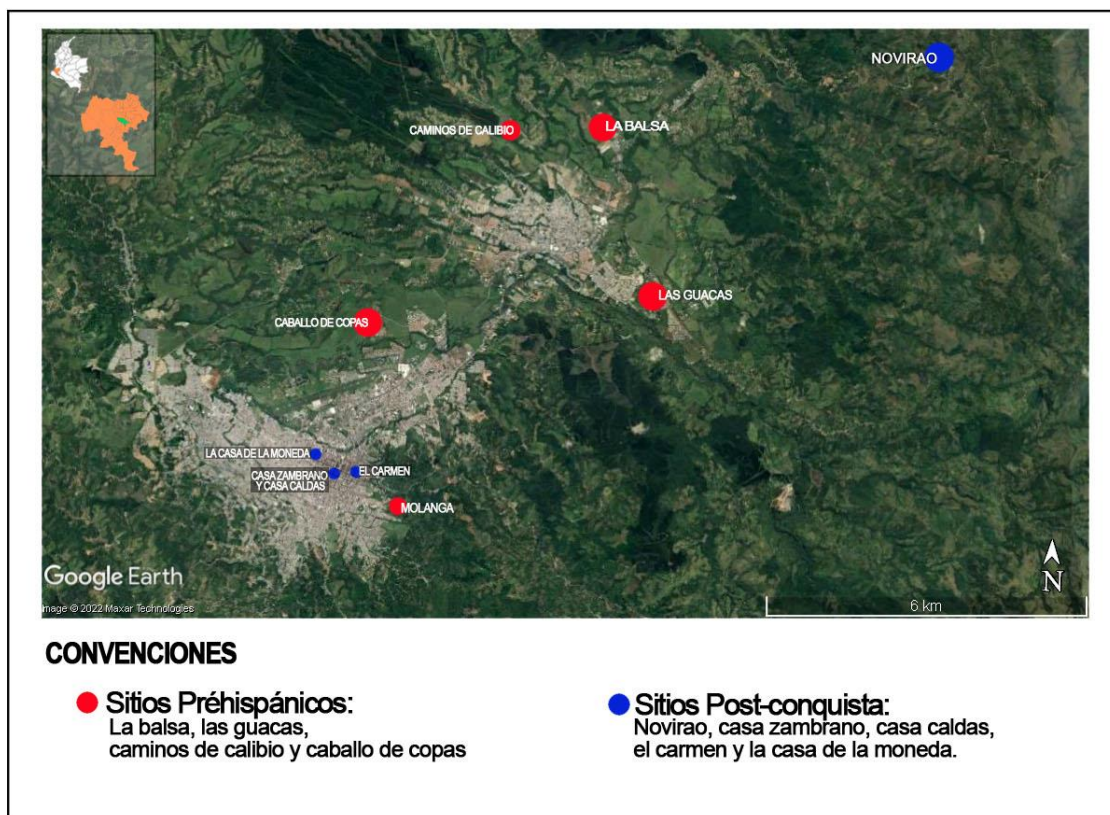 NOVIRAO
CAMINOS DE CALIBIO
LA BALSA
LAS GUACAS
CABALLO DE COPAS
LA CASA DE LA MONEDA
CASA ZAMBRANO
Y CASA CALDAS
EL CARMEN
MOLANGA
Google Earth
mage © 2022 Maxar Technologies
N
6 km
CONVENCIONES
Sitios Préhispánicos:
La balsa, las guacas,
caminos de calibio y caballo de copas
Sitios Post-conquista:
Novirao, casa zambrano, casa caldas,
el carmen y la casa de la moneda.